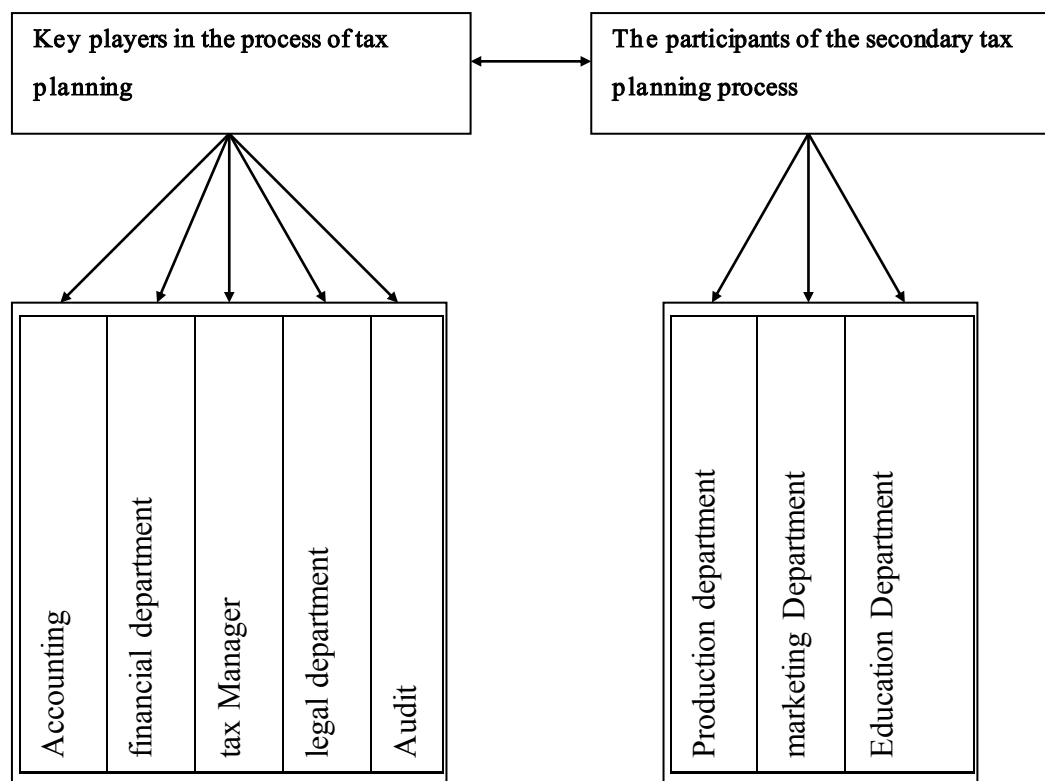 Key players in the process of tax
planning
The participants of the secondary tax
planning process
Accounting
financial department
tax Manager
legal department
Audit
Production department
marketing Department
Education Department